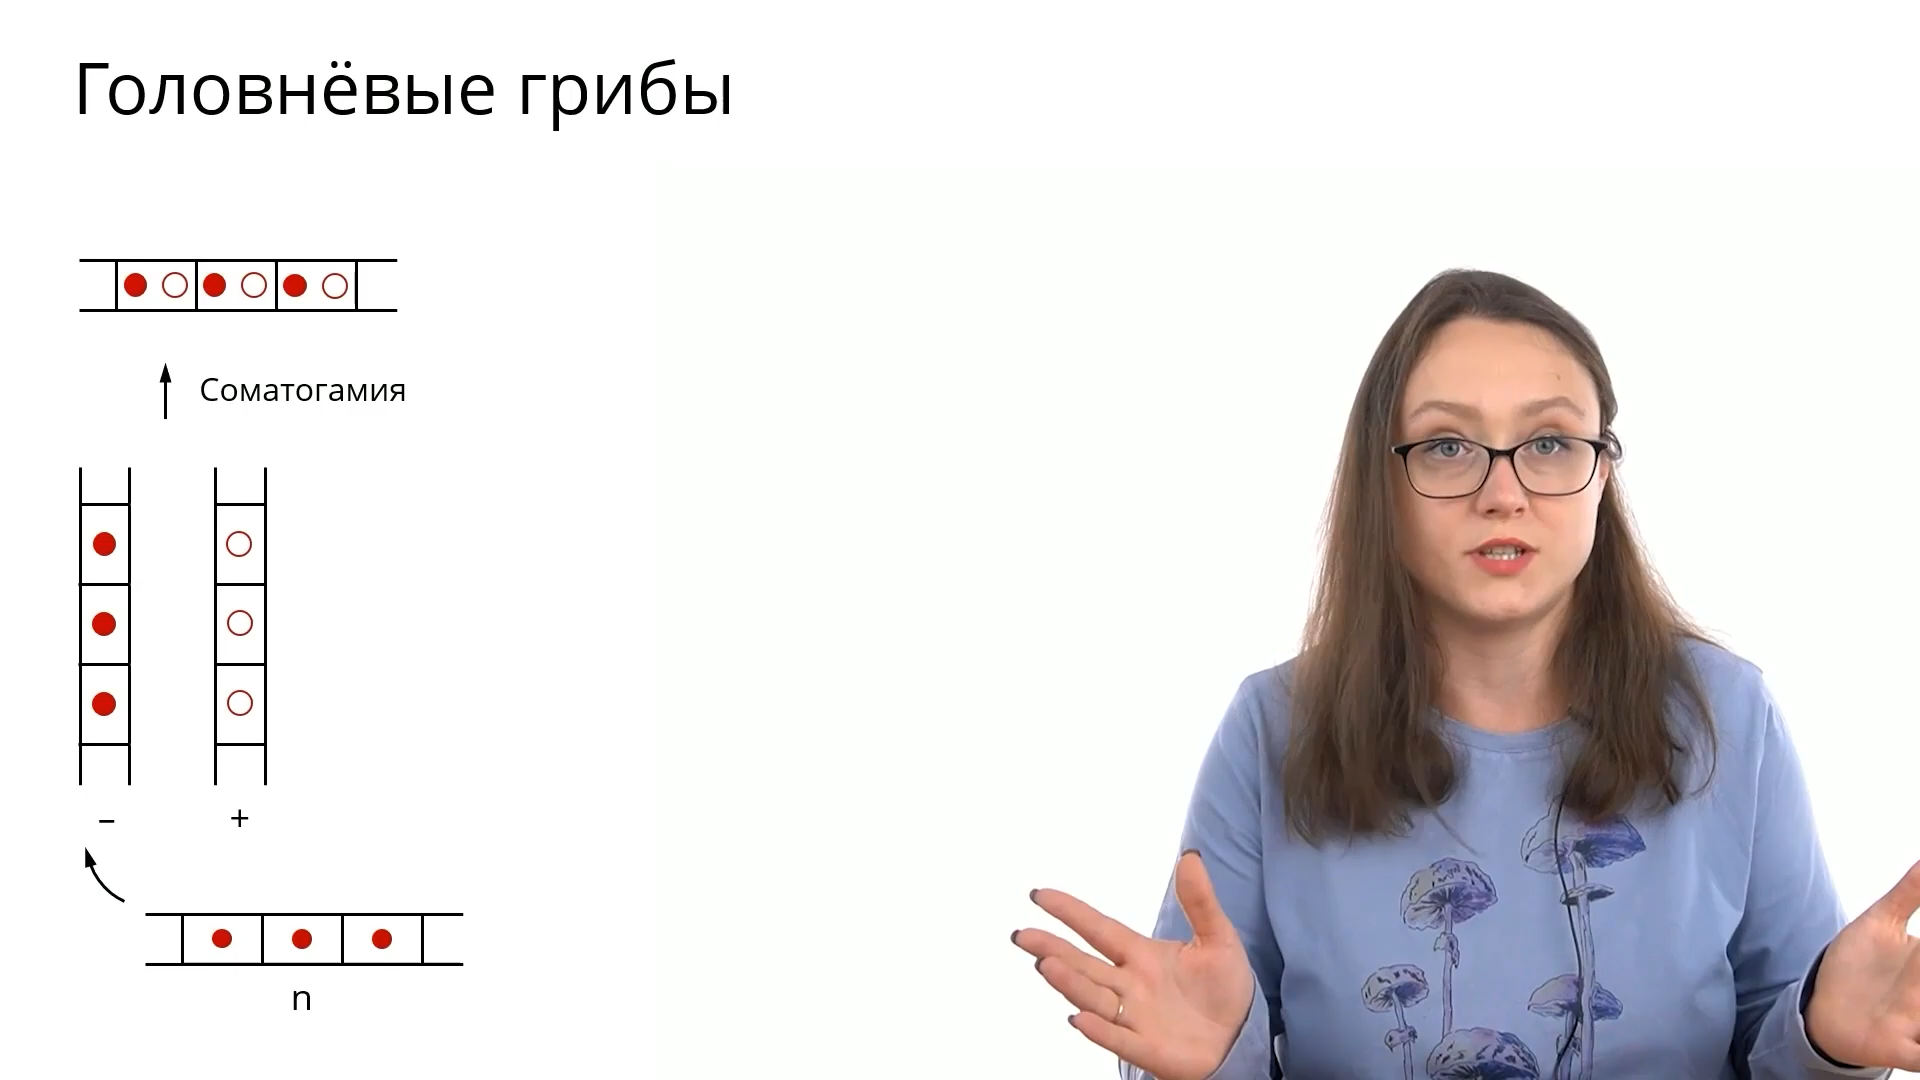 Головнёвые грибы
Соматогамия
– +
n